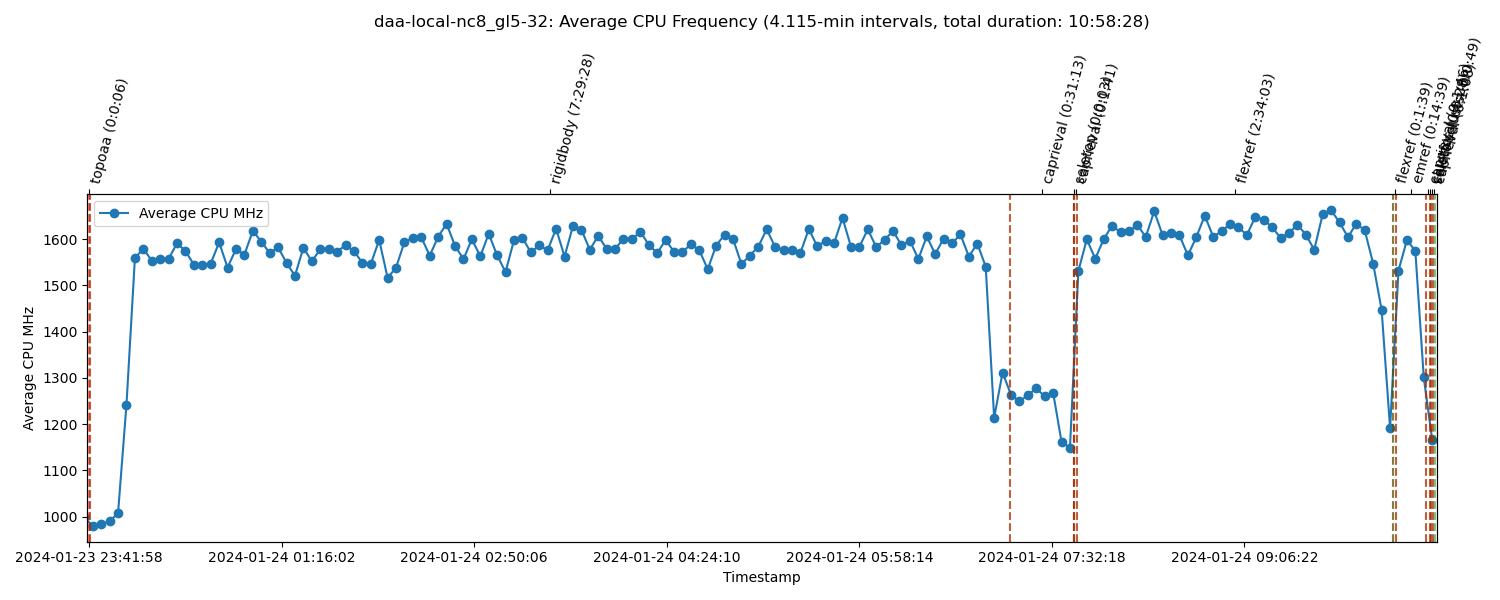 daa-local-nc8_gl5-32: Average CPU Frequency (4.115-min intervals, total duration: 10:58:28)
topoaa (0:0:06)
rigidbody (7:29:28)
caprieval (0:31:13)
caprieval (0:1:41)
flexref (2:34:03)
flexref (0:1:39)
emref (0:14:39)
Average CPU MHz
1600
1500
1400
1300
1200
1100
1000
Average CPU MHz
2024-01-23 23:41:58
2024-01-24 01:16:02
2024-01-24 02:50:06
2024-01-24 04:24:10
2024-01-24 05:58:14
2024-01-24 07:32:18
2024-01-24 09:06:22
Timestamp